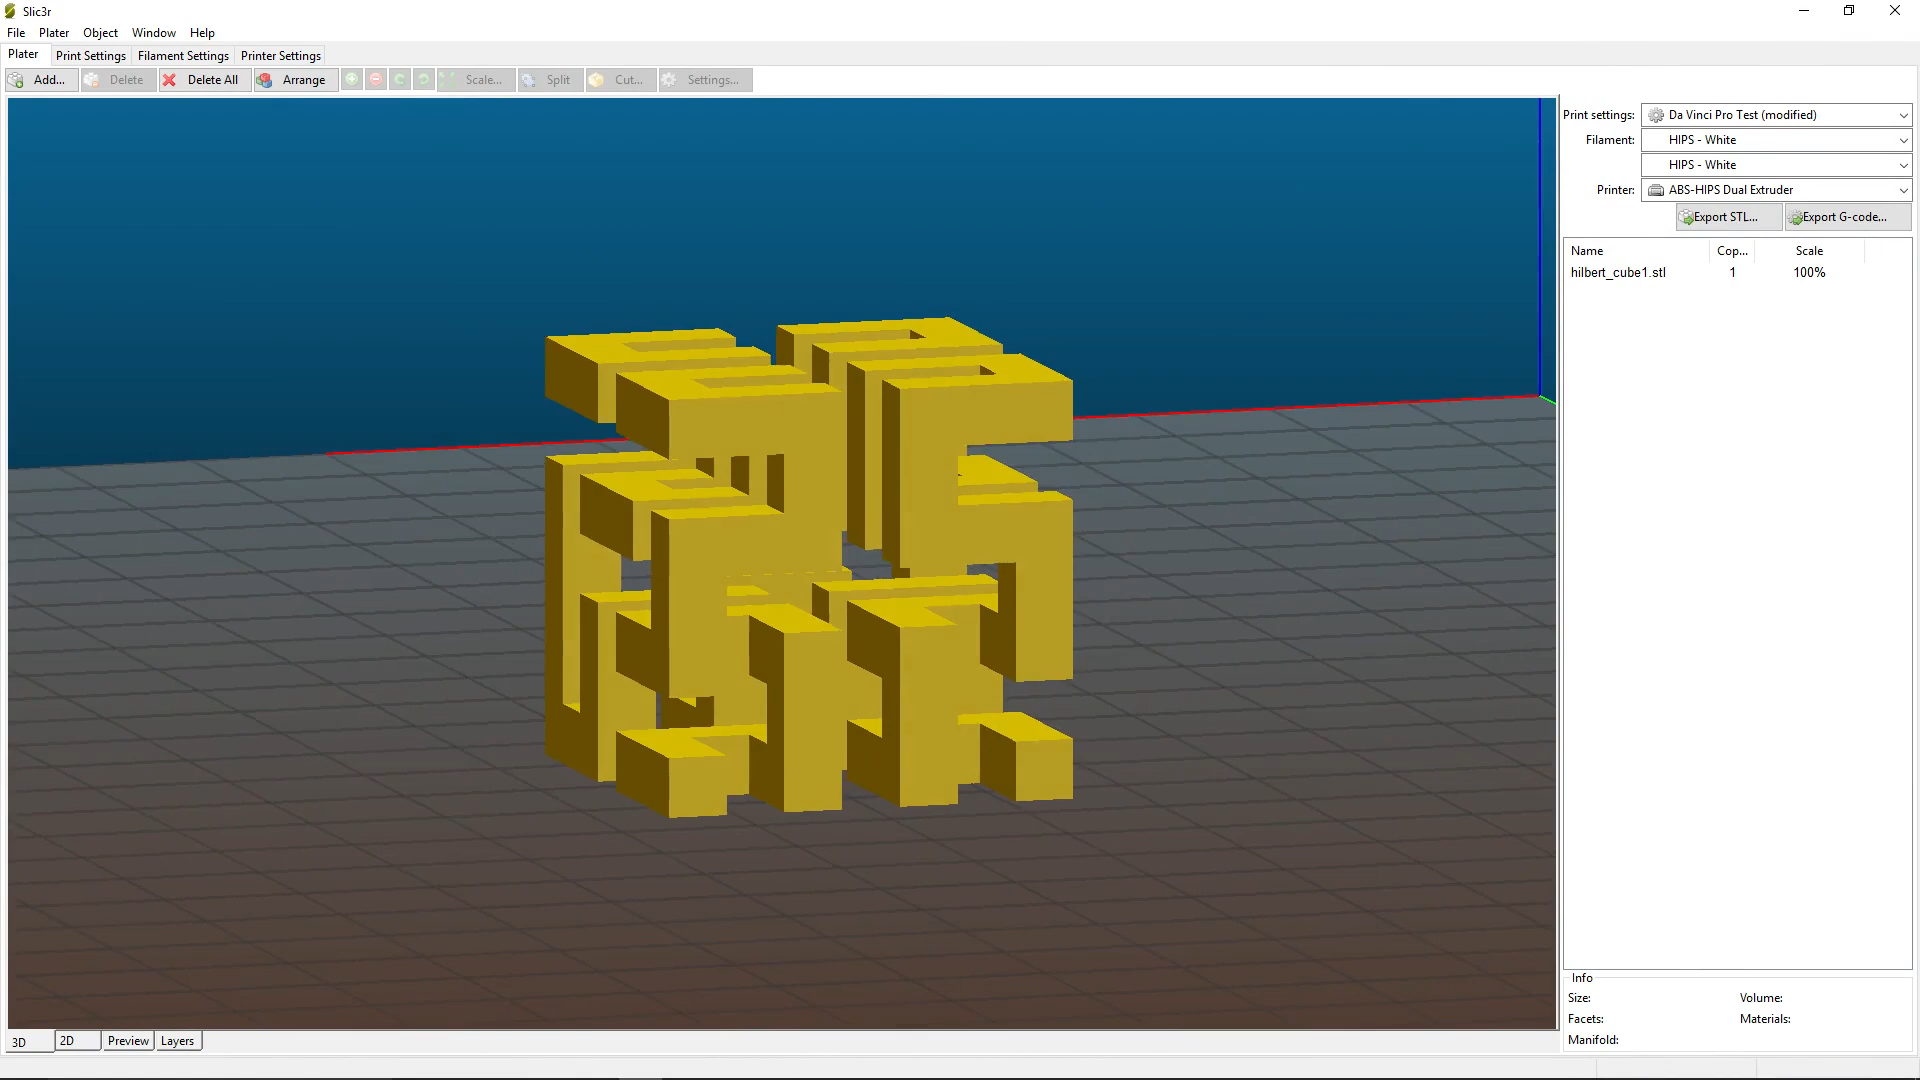 Slic3r
File Plater Object Window Help
Plater Print Settings Filament Settings Printer Settings
Add... Delete Delete All Arrange Scale... Split Cut... Settings...
Print settings: Da Vinci Pro Test (modified)
Filament: HIPS - White
HIPS - White
Printer: ABS-HIPS Dual Extruder
Export STL... Export G-code...
Name Cop... Scale
hilbert_cube1.stl 1 100%
Info
Size: Volume:
Facets: Materials:
Manifold:
3D 2D Preview Layers